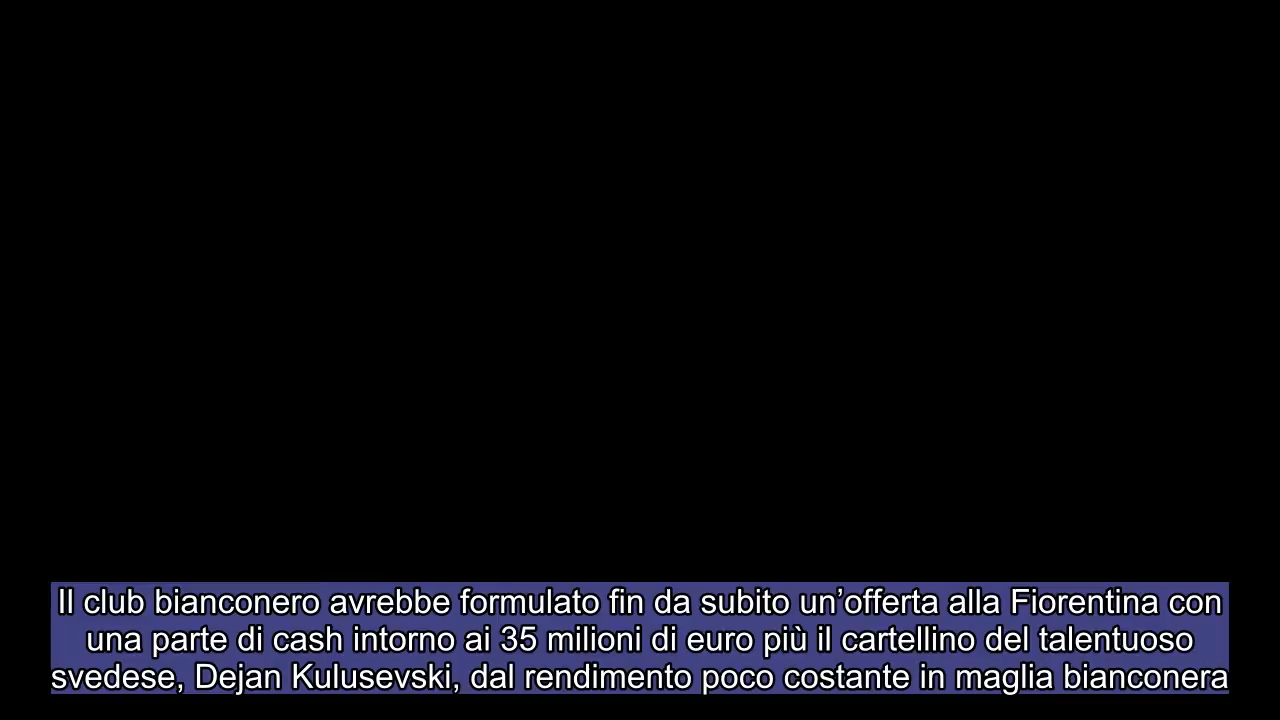 Il club bianconero avrebbe formulato fin da subito un’offerta alla Fiorentina con
una parte di cash intorno ai 35 milioni di euro più il cartellino del talentuoso
svedese, Dejan Kulusevski, dal rendimento poco costante in maglia bianconera